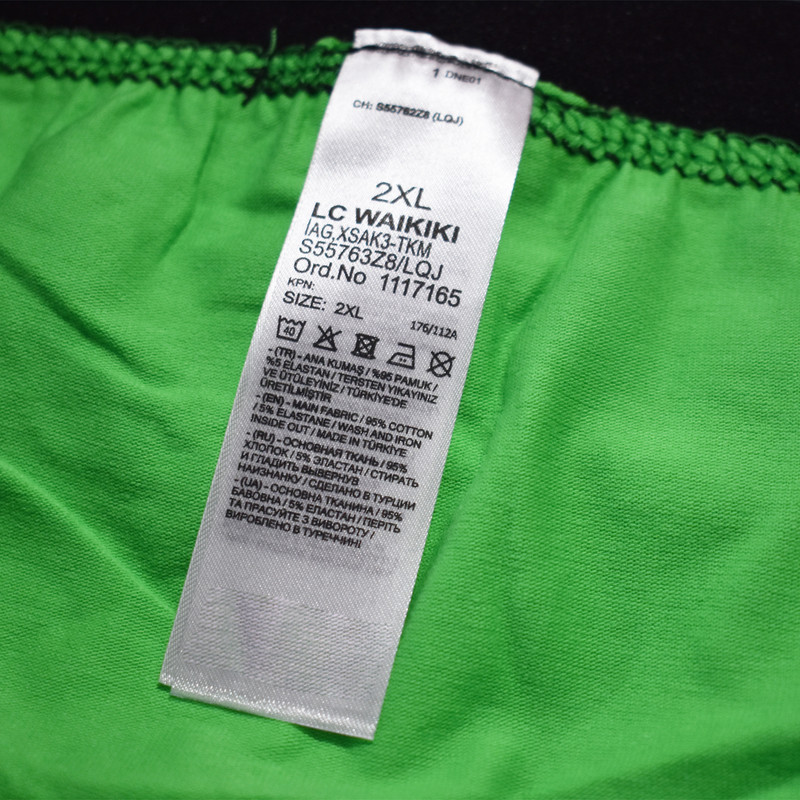 1 DNE01
CH: S55762Z8 (LQJ)
2XL
LC WAIKIKI
IAG,XSAK3-TKM
S55763Z8/LQJ
Ord.No 1117165
KPN:
SIZE: 2XL
176/112A
40
- (TR) - ANA KUMAŞ / %95 PAMUK /
%5 ELASTAN / TERSTEN YIKAYINIZ
VE ÜTÜLEYİNİZ / TÜRKİYE'DE
ÜRETİLMİŞTİR
- (EN) - MAIN FABRIC / 95% COTTON
/ 5% ELASTANE / WASH AND IRON
INSIDE OUT / MADE IN TÜRKİYE
- (RU) - ОСНОВНАЯ ТКАНЬ / 95%
ХЛОПОК / 5% ЭЛАСТАН / СТИРАТЬ
И ГЛАДИТЬ ВЫВЕРНУВ
НАИЗНАНКУ / СДЕЛАНО В ТУРЦИИ
- (UA) - ОСНОВНА ТКАНИНА / 95%
БАВОВНА / 5% ЕЛАСТАН / ПЕРІТЬ
ТА ПРАСУЙТЕ З ВИВОРОТУ /
ВИРОБЛЕНО В ТУРЕЧЧИНІ